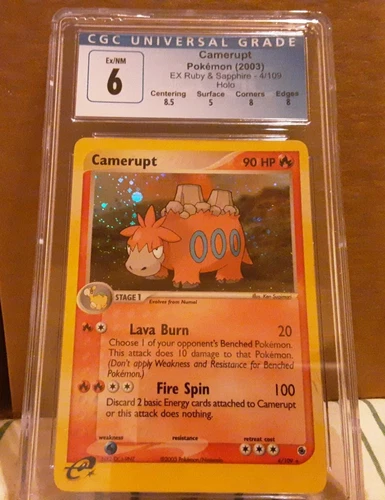 CGC UNIVERSAL GRADE
Ex/NM
6
Camerupt
Pokémon (2003)
EX Ruby & Sapphire - 4/109
Holo
Centering Surface Corners Edges
8.5 5 8 8
Camerupt 90 HP
STAGE 1 Evolves from Numel
Lava Burn 20
Choose 1 of your opponent's Benched Pokémon.
This attack does 10 damage to that Pokémon.
(Don't apply Weakness and Resistance for Benched
Pokémon.)
Fire Spin 100
Discard 2 basic Energy cards attached to Camerupt
or this attack does nothing.
weakness resistance retreat cost
e
©2003 Pokémon/Nintendo
4/109